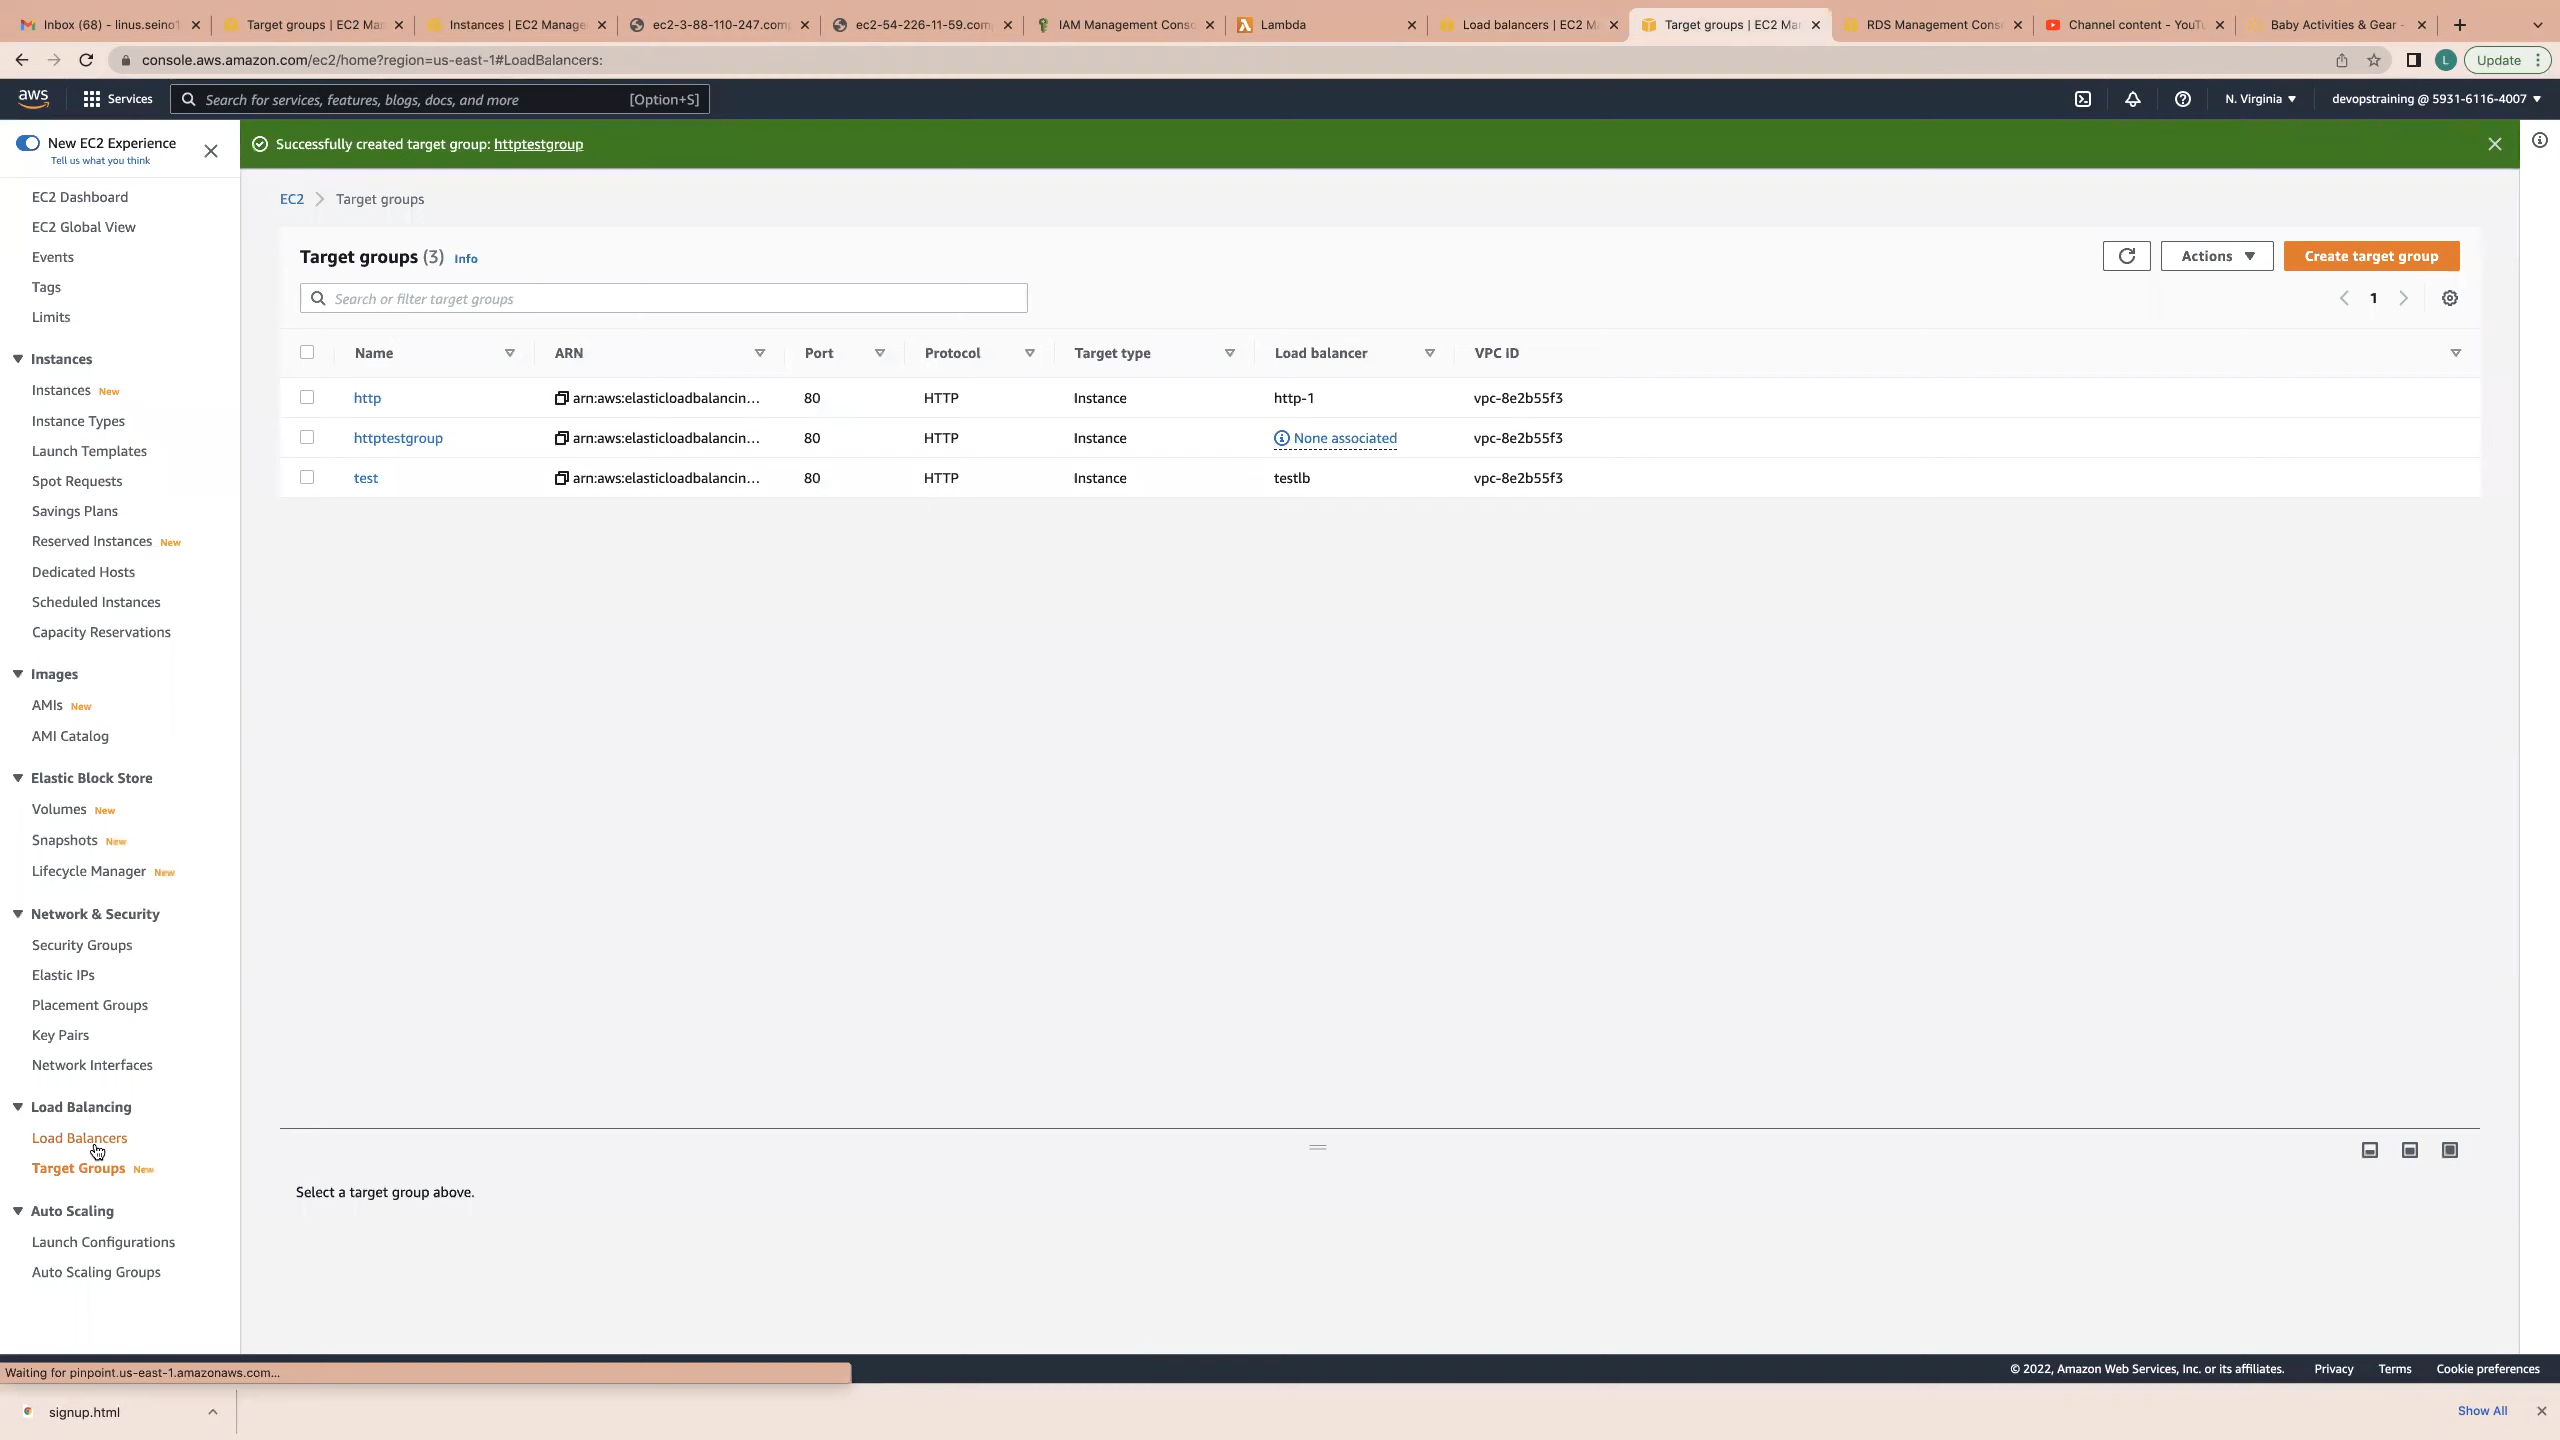 Inbox (68) - linus.seino1
Target groups | EC2 Man
Instances | EC2 Manage
ec2-3-88-110-247.comp
ec2-54-226-11-59.com
IAM Management Conso
Lambda
Load balancers | EC2 M
Target groups | EC2 Man
RDS Management Cons
Channel content - YouTu
Baby Activities & Gear -
console.aws.amazon.com/ec2/home?region=us-east-1#LoadBalancers:
L
Update
aws
Services
Search for services, features, blogs, docs, and more
[Option+S]
N. Virginia
devopstraining @ 5931-6116-4007
New EC2 Experience
Tell us what you think
EC2 Dashboard
EC2 Global View
Events
Tags
Limits
Instances
Instances New
Instance Types
Launch Templates
Spot Requests
Savings Plans
Reserved Instances New
Dedicated Hosts
Scheduled Instances
Capacity Reservations
Images
AMIs New
AMI Catalog
Elastic Block Store
Volumes New
Snapshots New
Lifecycle Manager New
Network & Security
Security Groups
Elastic IPs
Placement Groups
Key Pairs
Network Interfaces
Load Balancing
Load Balancers
Target Groups New
Auto Scaling
Launch Configurations
Auto Scaling Groups
Successfully created target group: httptestgroup
EC2 Target groups
Target groups (3) Info
Actions
Create target group
Search or filter target groups
1
Name ARN Port Protocol Target type Load balancer VPC ID
http arn:aws:elasticloadbalancin... 80 HTTP Instance http-1 vpc-8e2b55f3
httptestgroup arn:aws:elasticloadbalancin... 80 HTTP Instance None associated vpc-8e2b55f3
test arn:aws:elasticloadbalancin... 80 HTTP Instance testlb vpc-8e2b55f3
Select a target group above.
Waiting for pinpoint.us-east-1.amazonaws.com...
© 2022, Amazon Web Services, Inc. or its affiliates. Privacy Terms Cookie preferences
signup.html
Show All